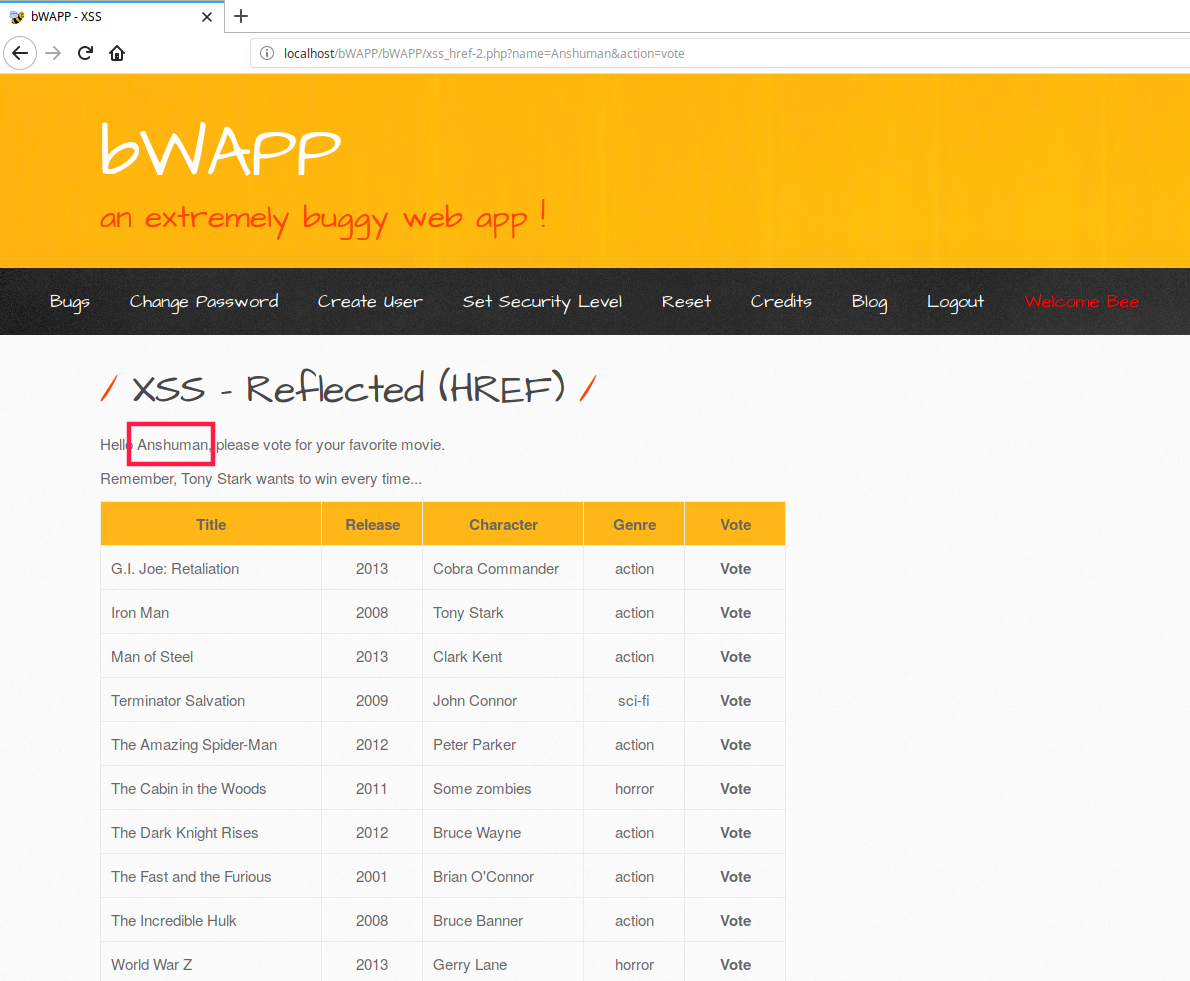 bWAPP - XSS
localhost/bWAPP/bWAPP/xss_href-2.php?name=Anshuman&action=vote
bWAPP
an extremely buggy web app !
Bugs Change Password Create User Set Security Level Reset Credits Blog Logout Welcome Bee
/ XSS - Reflected (HREF) /
Hello Anshuman, please vote for your favorite movie.
Remember, Tony Stark wants to win every time...
Title Release Character Genre Vote
G.I. Joe: Retaliation 2013 Cobra Commander action Vote
Iron Man 2008 Tony Stark action Vote
Man of Steel 2013 Clark Kent action Vote
Terminator Salvation 2009 John Connor sci-fi Vote
The Amazing Spider-Man 2012 Peter Parker action Vote
The Cabin in the Woods 2011 Some zombies horror Vote
The Dark Knight Rises 2012 Bruce Wayne action Vote
The Fast and the Furious 2001 Brian O'Connor action Vote
The Incredible Hulk 2008 Bruce Banner action Vote
World War Z 2013 Gerry Lane horror Vote